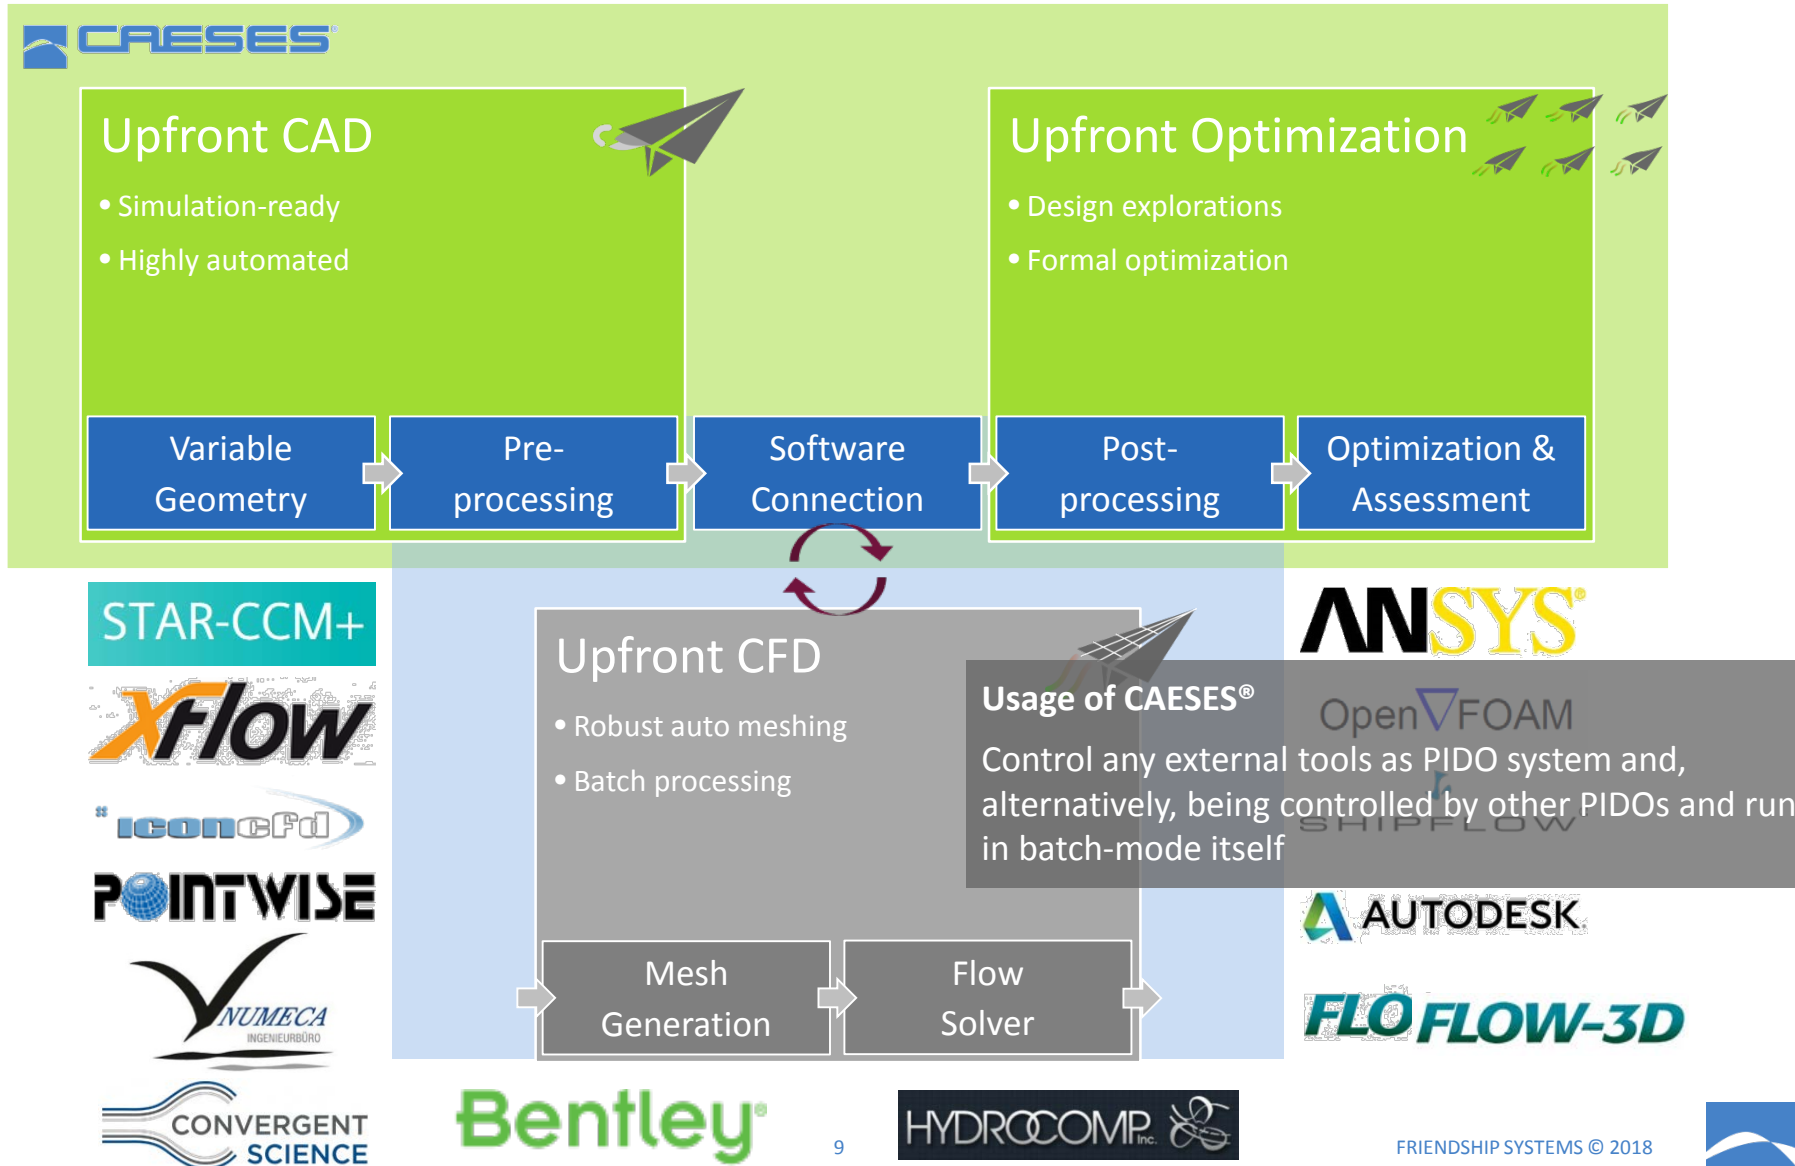 CAESES®
Upfront CAD
• Simulation-ready
• Highly automated
Upfront Optimization
• Design explorations
• Formal optimization
Variable
Geometry
Pre-
processing
Software
Connection
Post-
processing
Optimization &
Assessment
STAR-CCM+
XFlow
iconCFD
POINTWISE
NUMECA
INGENIEURBÜRO
CONVERGENT
SCIENCE
Upfront CFD
• Robust auto meshing
• Batch processing
Mesh
Generation
Flow
Solver
ANSYS®
Usage of CAESES®
Control any external tools as PIDO system and,
alternatively, being controlled by other PIDOs and run
in batch-mode itself
Open∇FOAM
SHIPFLOW
AUTODESK.
FLO FLOW-3D
Bentley®
9
HYDROCOMP Inc.
FRIENDSHIP SYSTEMS © 2018